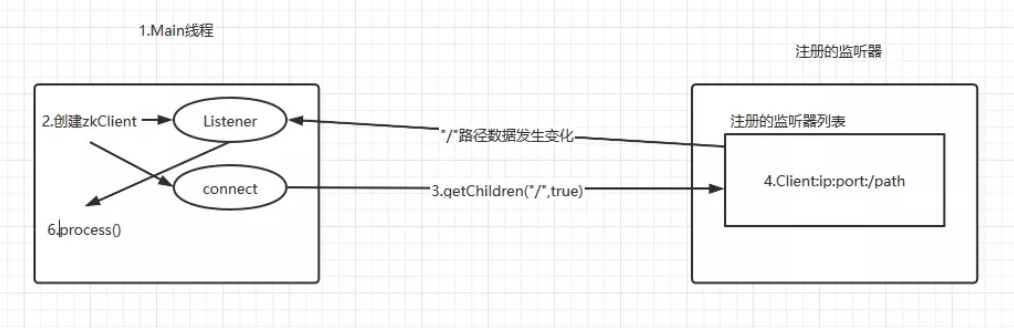 1.Main线程
注册的监听器
2.创建zkClient
Listener
"/"路径数据发生变化
注册的监听器列表
connect
3.getChildren("/",true)
4.Client:ip:port:/path
6.process()